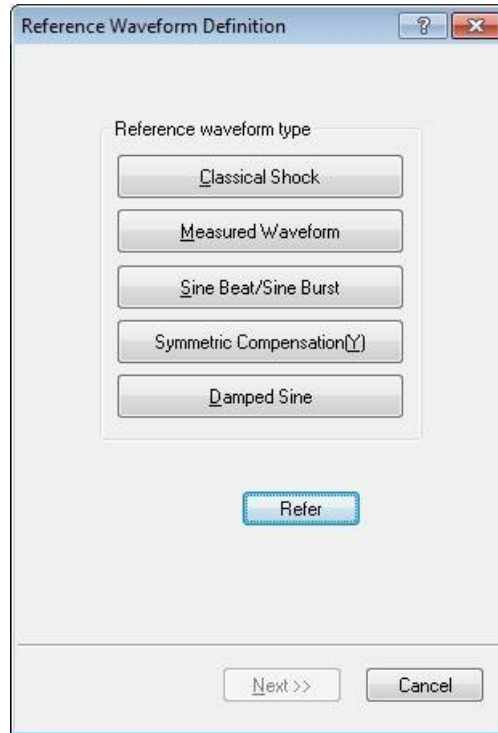 Reference Waveform Definition
?
Reference waveform type
Classical Shock
Measured Waveform
Sine Beat/Sine Burst
Symmetric Compensation(Y)
Damped Sine
Refer
Next >>
Cancel